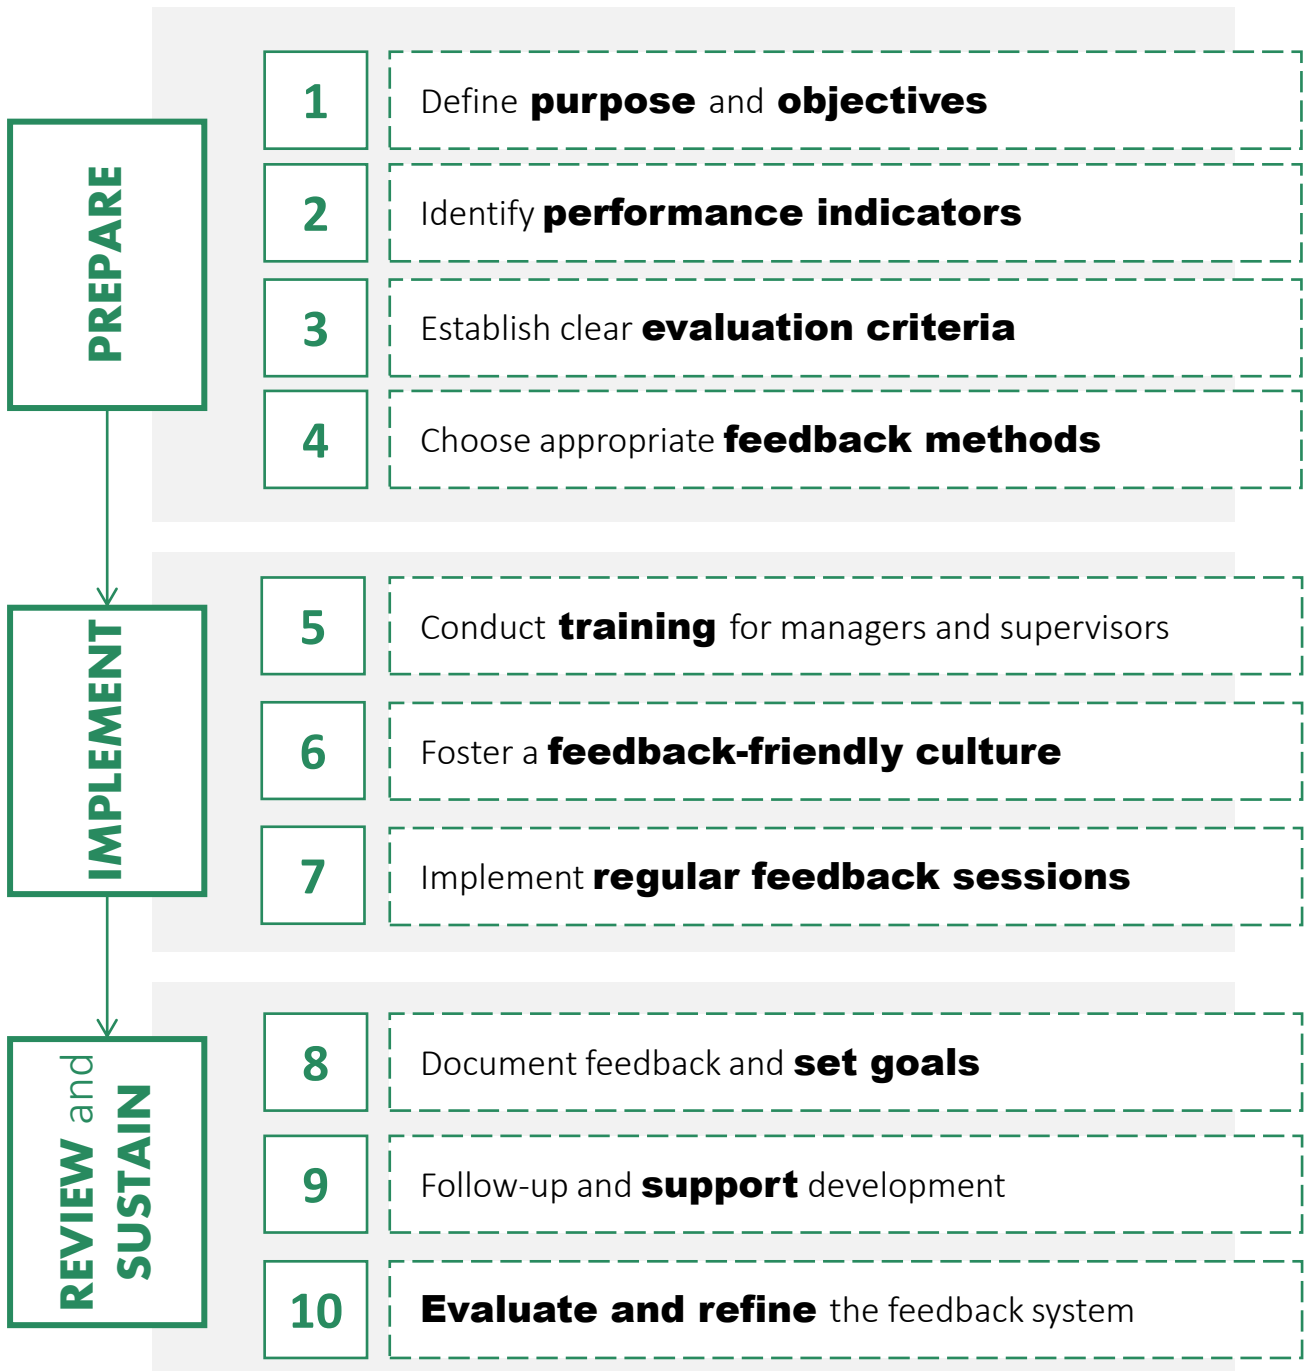 PREPARE
1
Define purpose and objectives
2
Identify performance indicators
3
Establish clear evaluation criteria
4
Choose appropriate feedback methods
IMPLEMENT
5
Conduct training for managers and supervisors
6
Foster a feedback-friendly culture
7
Implement regular feedback sessions
REVIEW and
SUSTAIN
8
Document feedback and set goals
9
Follow-up and support development
10
Evaluate and refine the feedback system